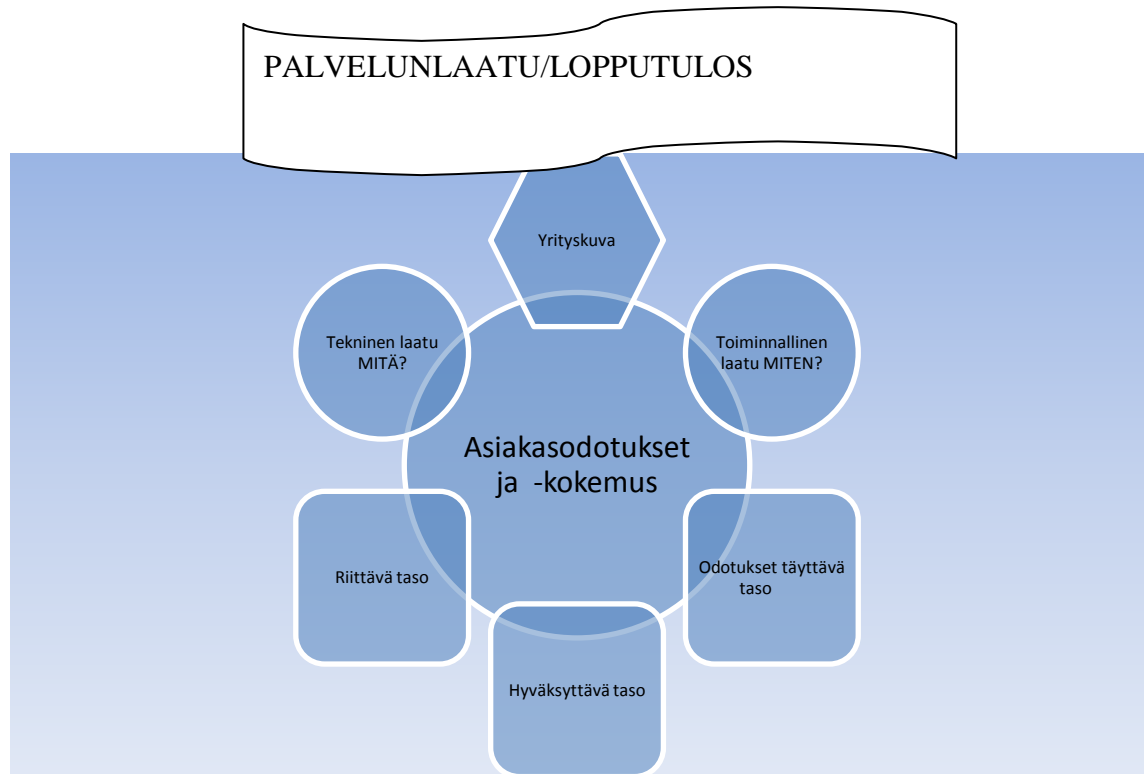 PALVELUNLAATU/LOPPUTULOS
Yrityskuva
Tekninen laatu
MITÄ?
Toiminnallinen
laatu MITEN?
Asiakasodotukset
ja -kokemus
Riittävä taso
Odotukset täyttävä
taso
Hyväksyttävä taso